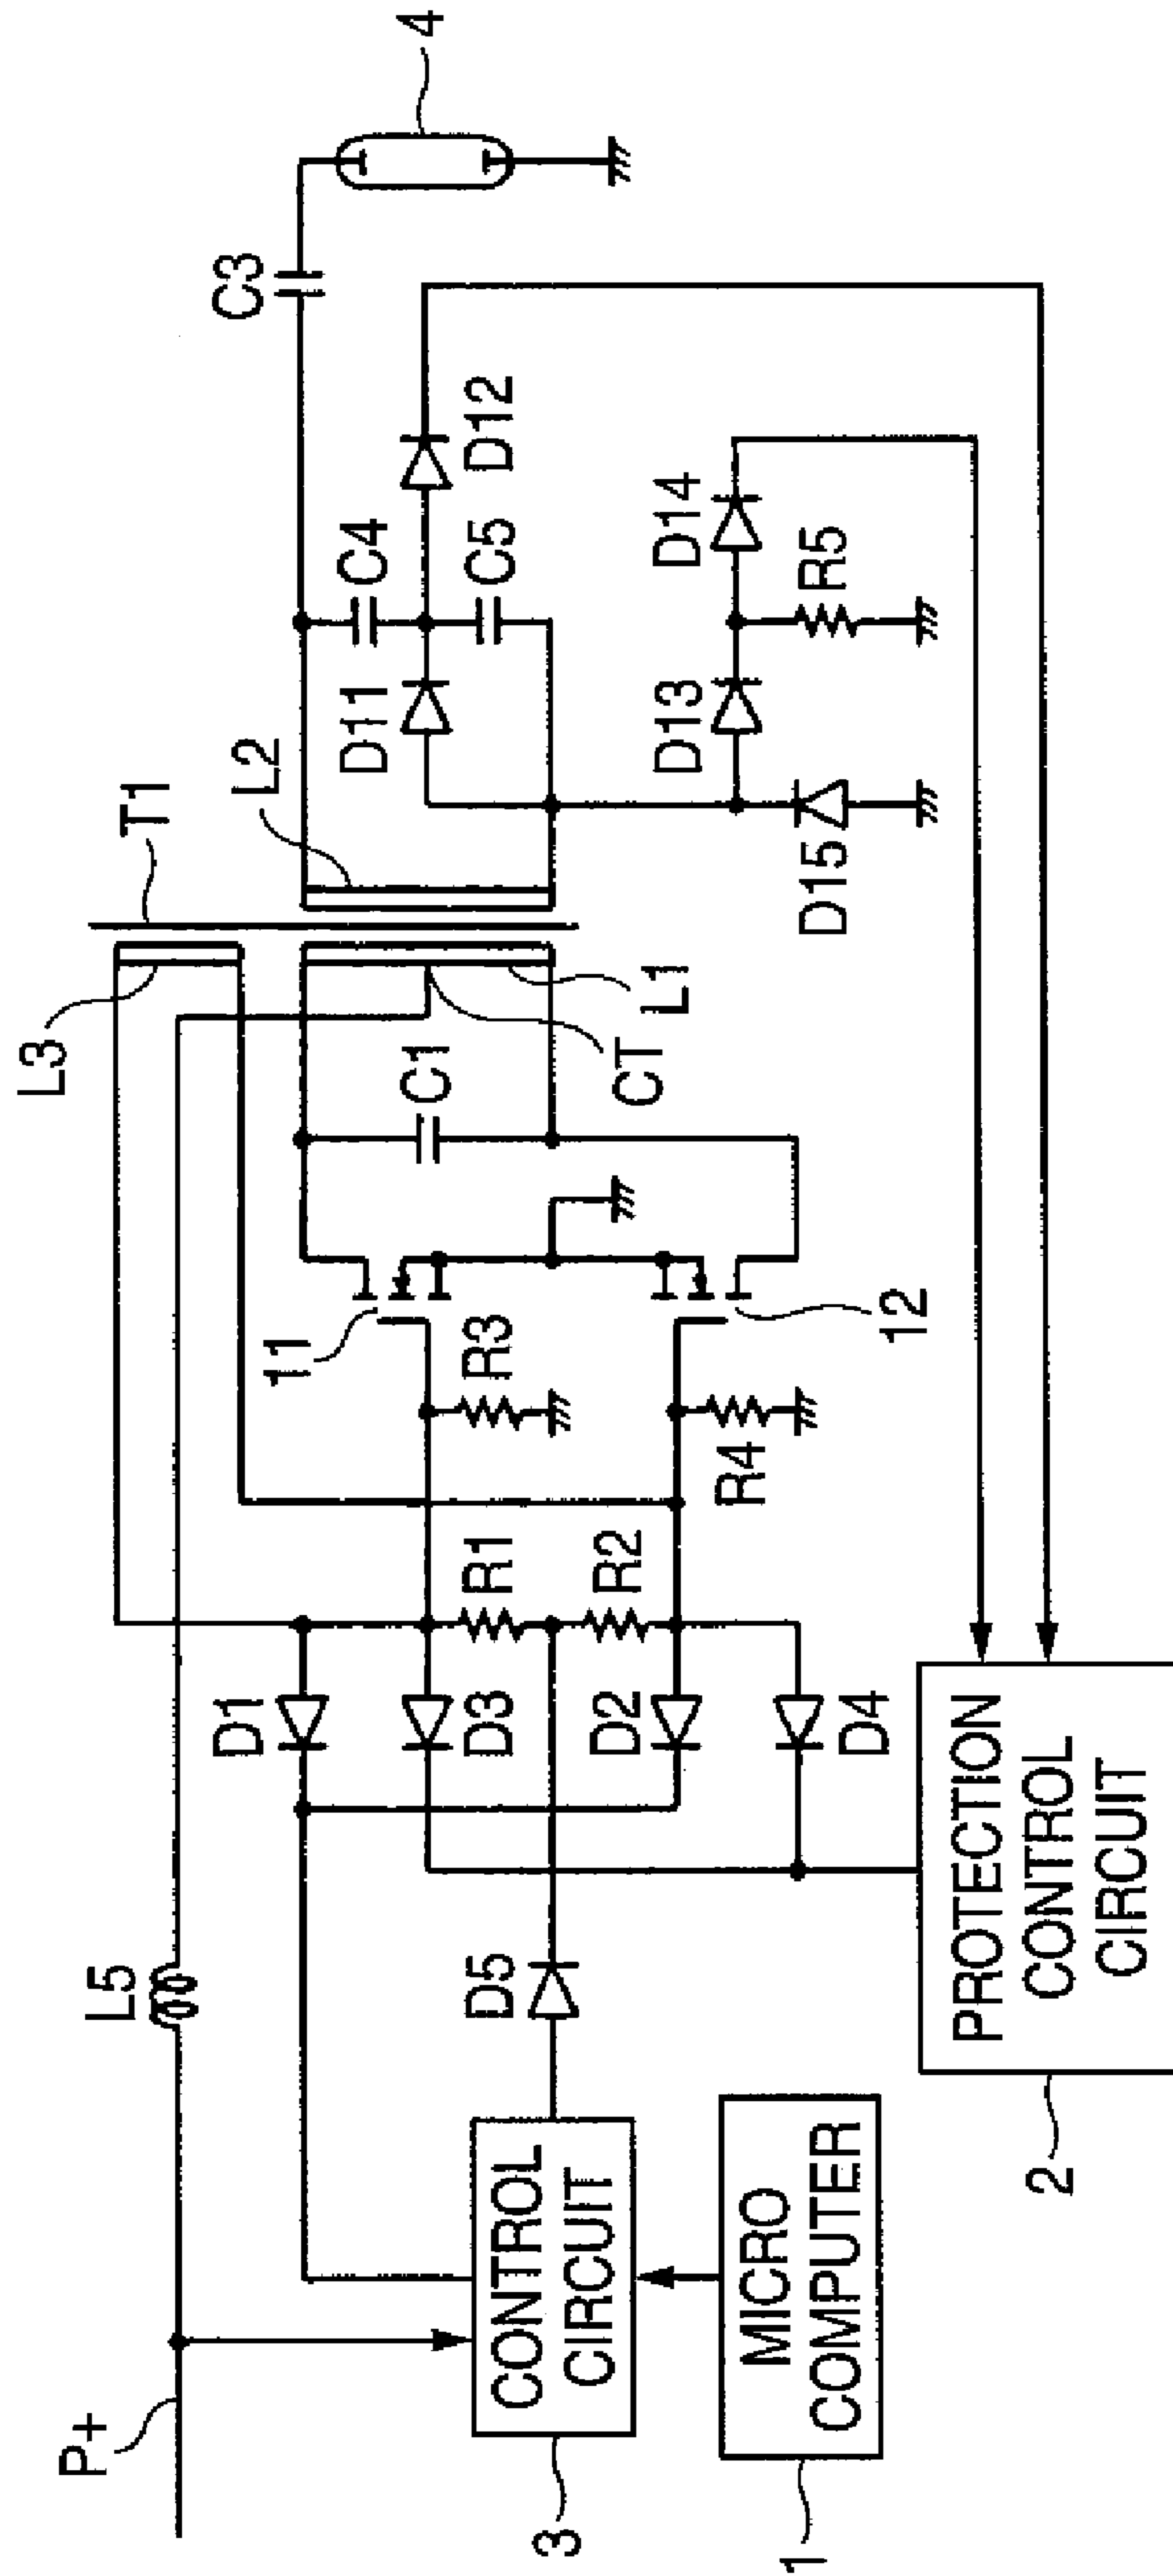 P+
L5
L3
T1
L2
C3
4
D1
D3
R1
R2
D2
D4
D5
11
R3
R4
12
C1
CT
L1
D11
C4
C5
D12
D13
D14
D15
R5
CONTROL
CIRCUIT
3
MICRO
COMPUTER
1
PROTECTION
CONTROL
CIRCUIT
2